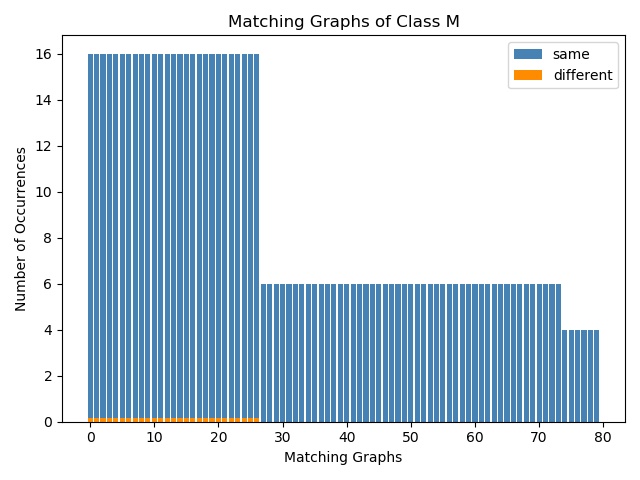 Matching Graphs of Class M
same
different
Number of Occurrences
16
14
12
10
8
6
4
2
0
0 10 20 30 40 50 60 70 80
Matching Graphs